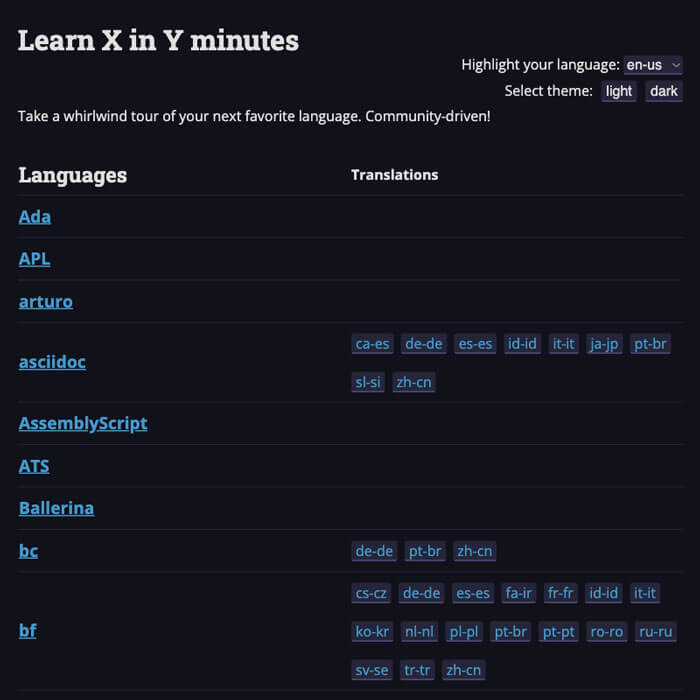 Learn X in Y minutes
Highlight your language: en-us
Select theme: light dark
Take a whirlwind tour of your next favorite language. Community-driven!
Languages Translations
Ada
APL
arturo
asciidoc
ca-es de-de es-es id-id it-it ja-jp pt-br
sl-si zh-cn
AssemblyScript
ATS
Ballerina
bc de-de pt-br zh-cn
bf
cs-cz de-de es-es fa-ir fr-fr id-id it-it
ko-kr nl-nl pl-pl pt-br pt-pt ro-ro ru-ru
sv-se tr-tr zh-cn